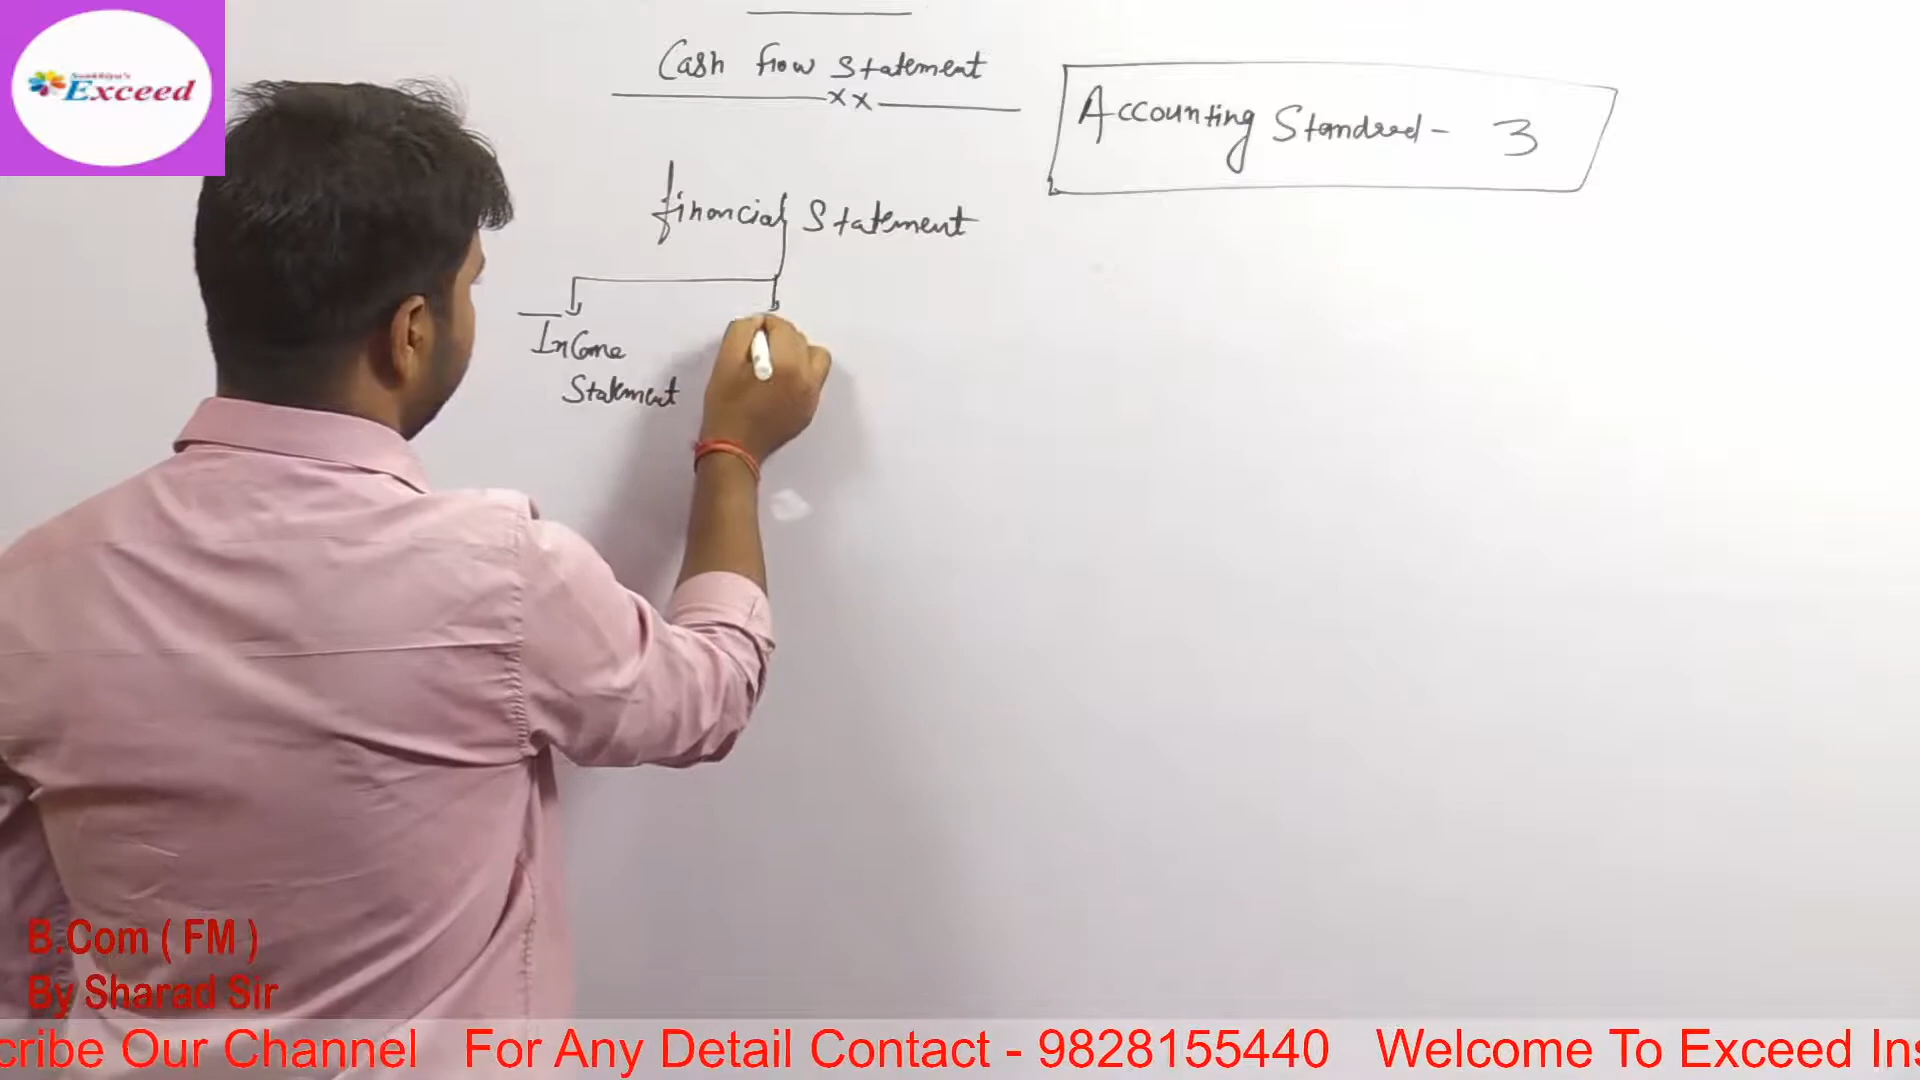 Exceed
Cash flow Statement
Accounting Standard - 3
financial Statement
Income
Statement
B.Com ( FM )
By Sharad Sir
cribe Our Channel For Any Detail Contact - 9828155440 Welcome To Exceed Ins